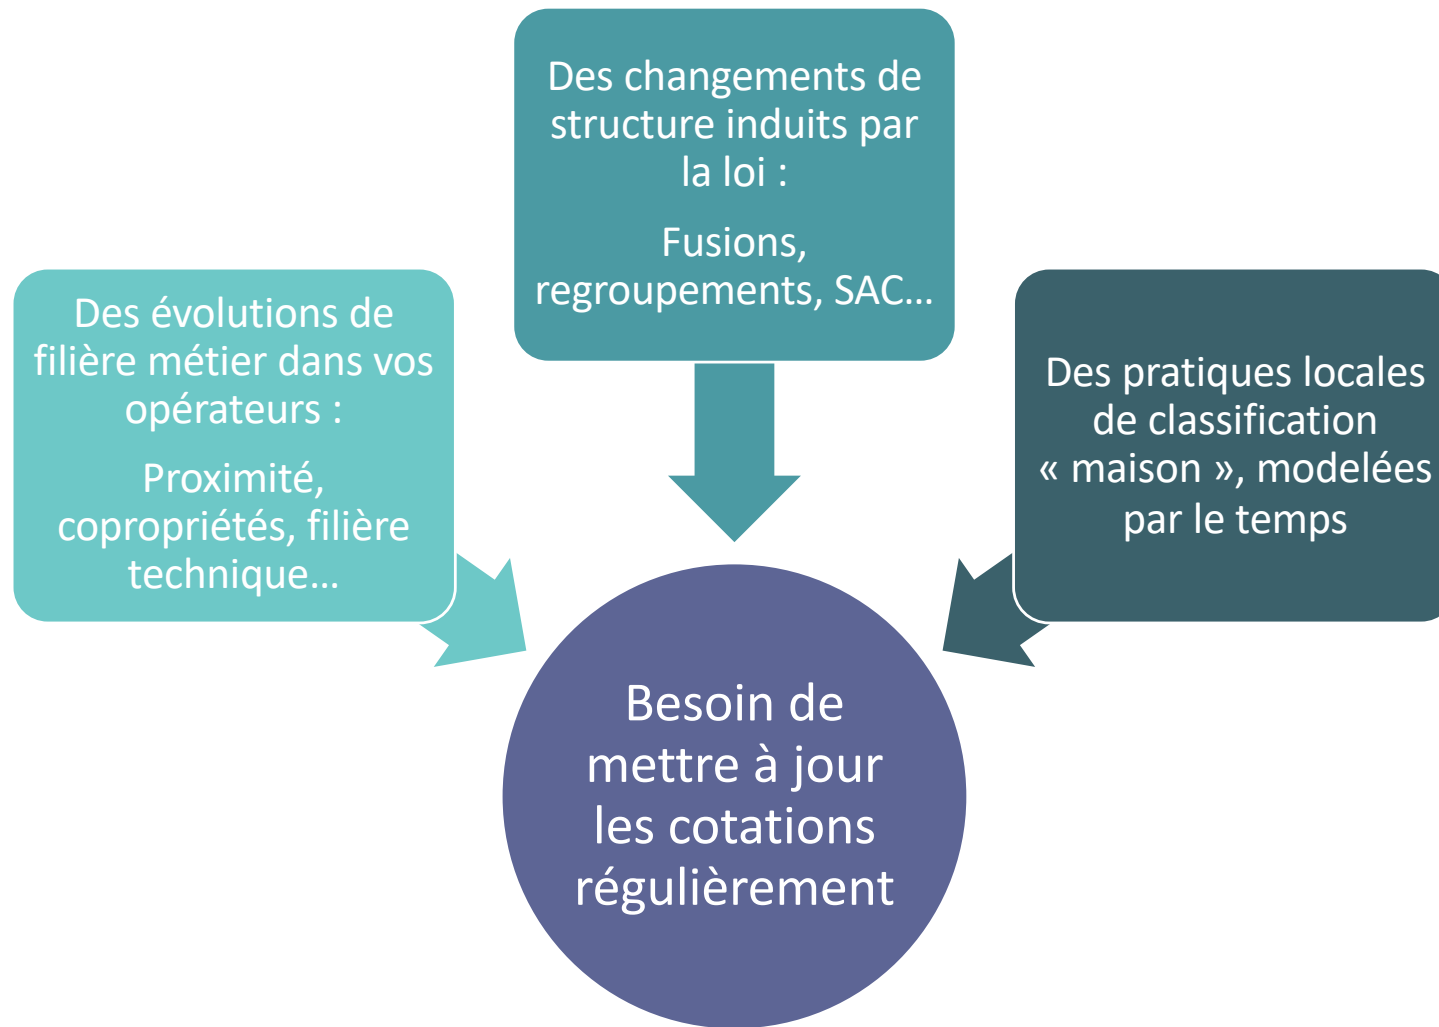 Des évolutions de
filière métier dans vos
opérateurs :
Proximité,
copropriétés, filière
technique…
Des changements de
structure induits par
la loi :
Fusions,
regroupements, SAC…
Des pratiques locales
de classification
« maison », modelées
par le temps
Besoin de
mettre à jour
les cotations
régulièrement